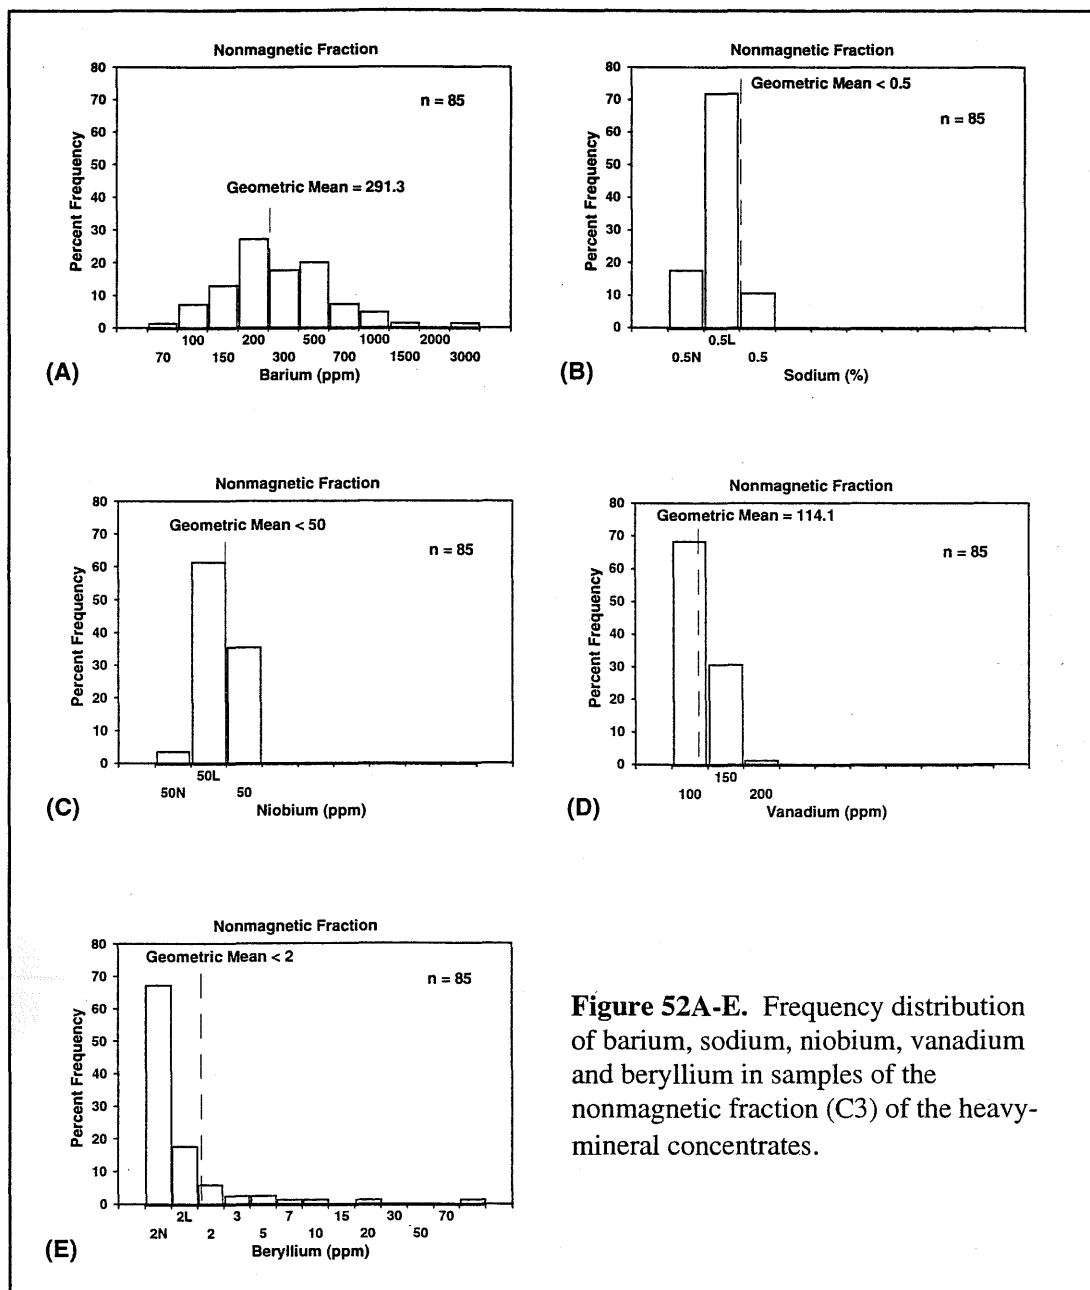 Nonmagnetic Fraction
80
70
60
50
40
30
20
10
0
Percent Frequency
n = 85
Geometric Mean = 291.3
100 200 500 1000 2000
70 150 300 700 1500 3000
(A) Barium (ppm)
Nonmagnetic Fraction
80
70
60
50
40
30
20
10
0
Percent Frequency
Geometric Mean < 0.5
n = 85
0.5L
0.5N 0.5
(B) Sodium (%)
Nonmagnetic Fraction
80
70
60
50
40
30
20
10
0
Percent Frequency
Geometric Mean < 50
n = 85
50L
50N 50
(C) Niobium (ppm)
Nonmagnetic Fraction
80
70
60
50
40
30
20
10
0
Percent Frequency
Geometric Mean = 114.1
n = 85
150
100 200
(D) Vanadium (ppm)
Nonmagnetic Fraction
80
70
60
50
40
30
20
10
0
Percent Frequency
Geometric Mean < 2
n = 85
2L 3 7 15 30 70
2N 2 5 10 20 50
(E) Beryllium (ppm)
Figure 52A-E. Frequency distribution
of barium, sodium, niobium, vanadium
and beryllium in samples of the
nonmagnetic fraction (C3) of the heavy-
mineral concentrates.